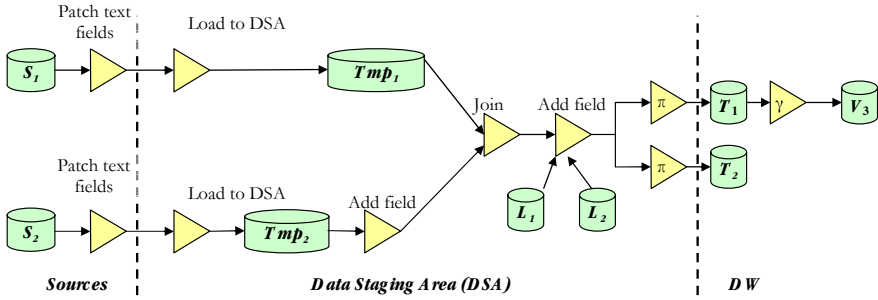 Patch text
fields
Load to DSA
S1
Tmp1
Join
Add field
π
T1
γ
V3
Patch text
fields
Load to DSA
Add field
π
T2
L1
L2
S2
Tmp2
Sources
Data Staging Area (DSA)
DW